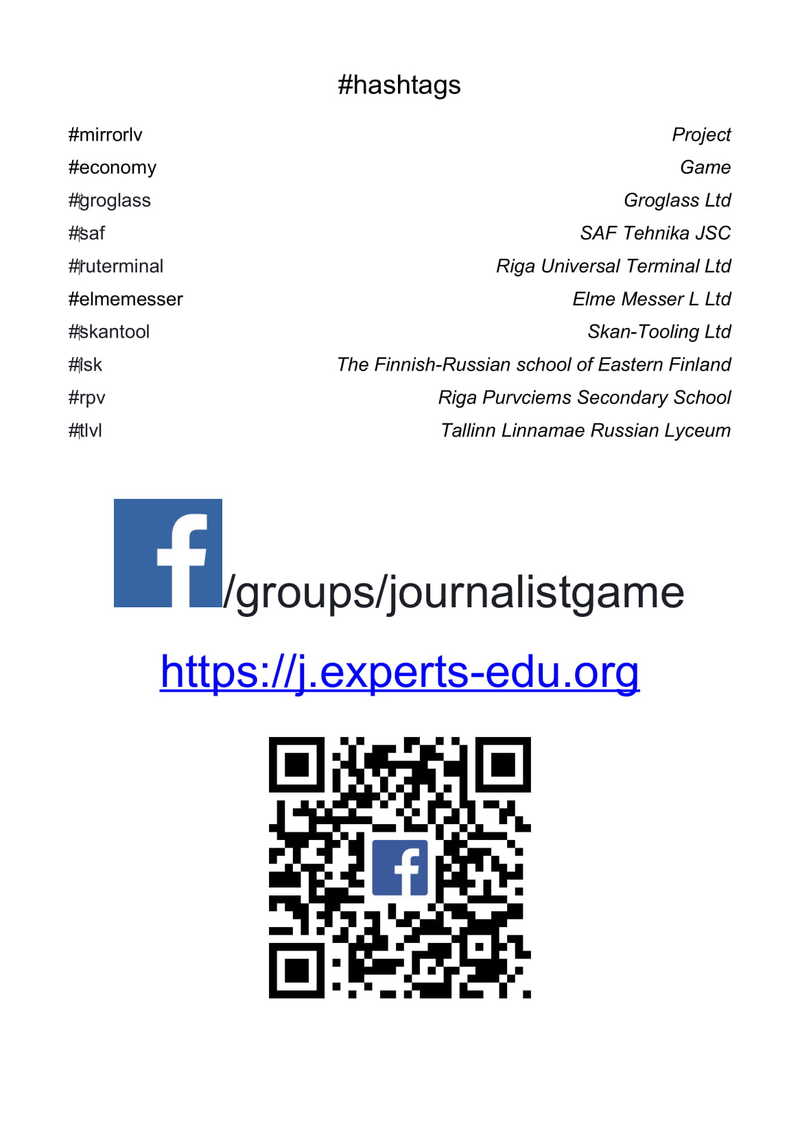 #hashtags
#mirrorlv Project
#economy Game
#groglass Groglass Ltd
#saf SAF Tehnika JSC
#ruterminal Riga Universal Terminal Ltd
#elmemesser Elme Messer L Ltd
#skantool Skan-Tooling Ltd
#lsk The Finnish-Russian school of Eastern Finland
#rpv Riga Purvciems Secondary School
#tlvl Tallinn Linnamae Russian Lyceum
f/groups/journalistgame
https://j.experts-edu.org
f